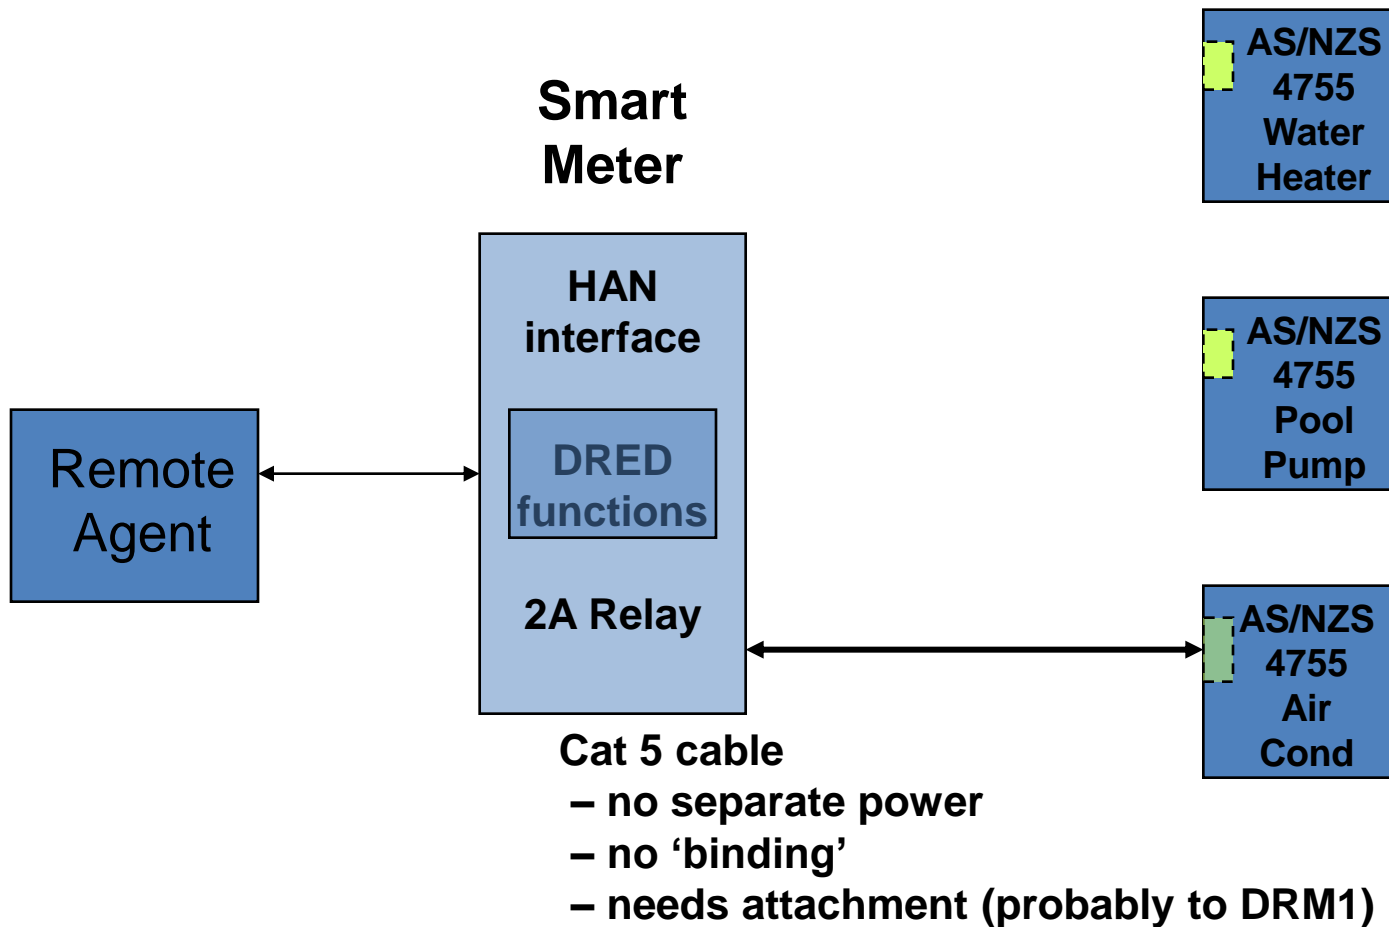 Smart
Meter
HAN
interface
DRED
functions
2A Relay
Remote
Agent
AS/NZS
4755
Water
Heater
AS/NZS
4755
Pool
Pump
AS/NZS
4755
Air
Cond
Cat 5 cable
– no separate power
– no ‘binding’
– needs attachment (probably to DRM1)